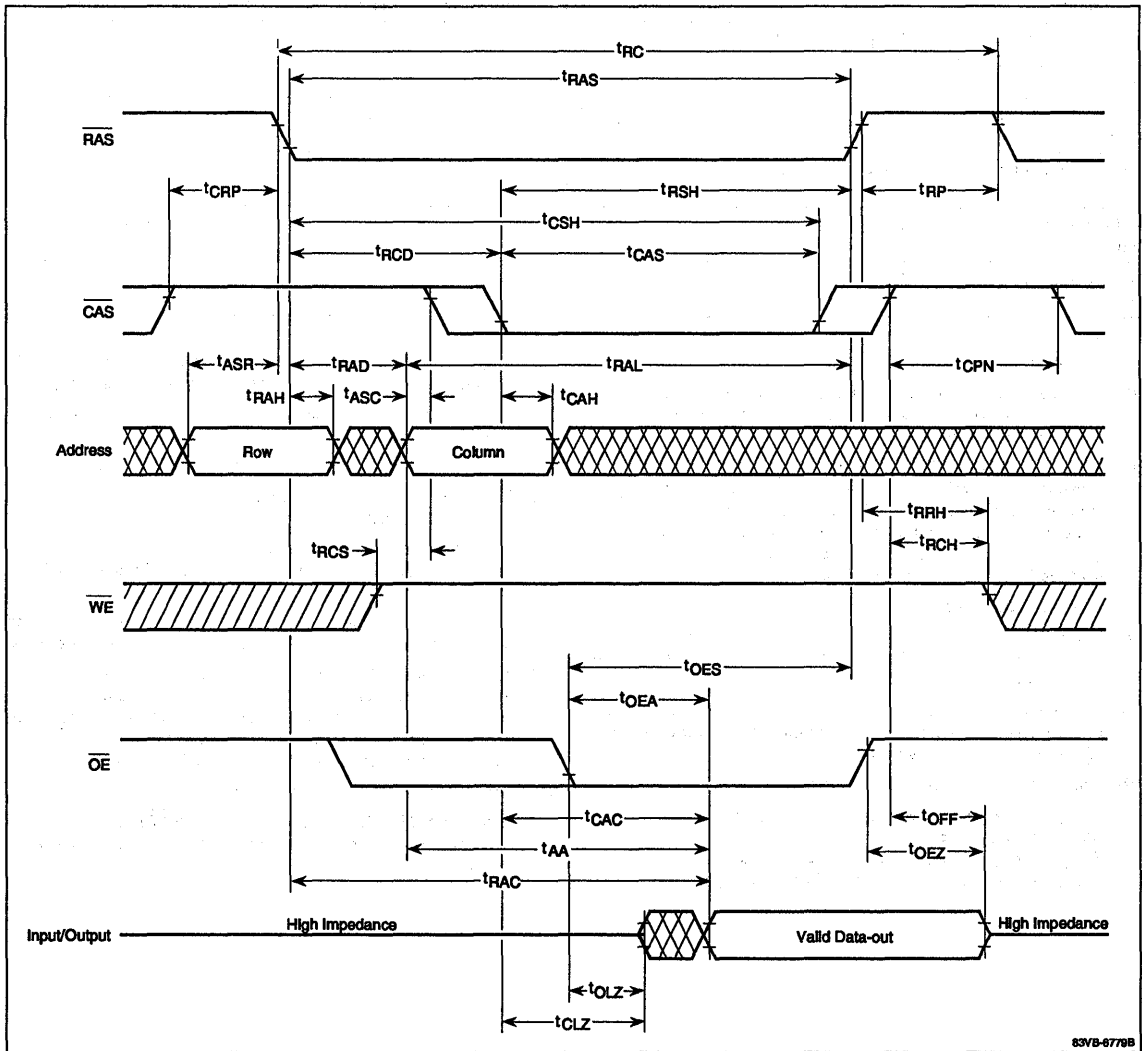 tRC
tRAS
RAS
tCRP
tRSH
tRP
tCSH
tRCD
tCAS
CAS
tASR
tRAD
tRAL
tCPN
tRAH
tASC
tCAH
Address
Row
Column
tRRH
tRCS
tRCH
WE
tOES
tOEA
OE
tCAC
tOFF
tAA
tOEZ
tRAC
Input/Output
High Impedance
Valid Data-out
High Impedance
tOLZ
tCLZ
83VB-6779B